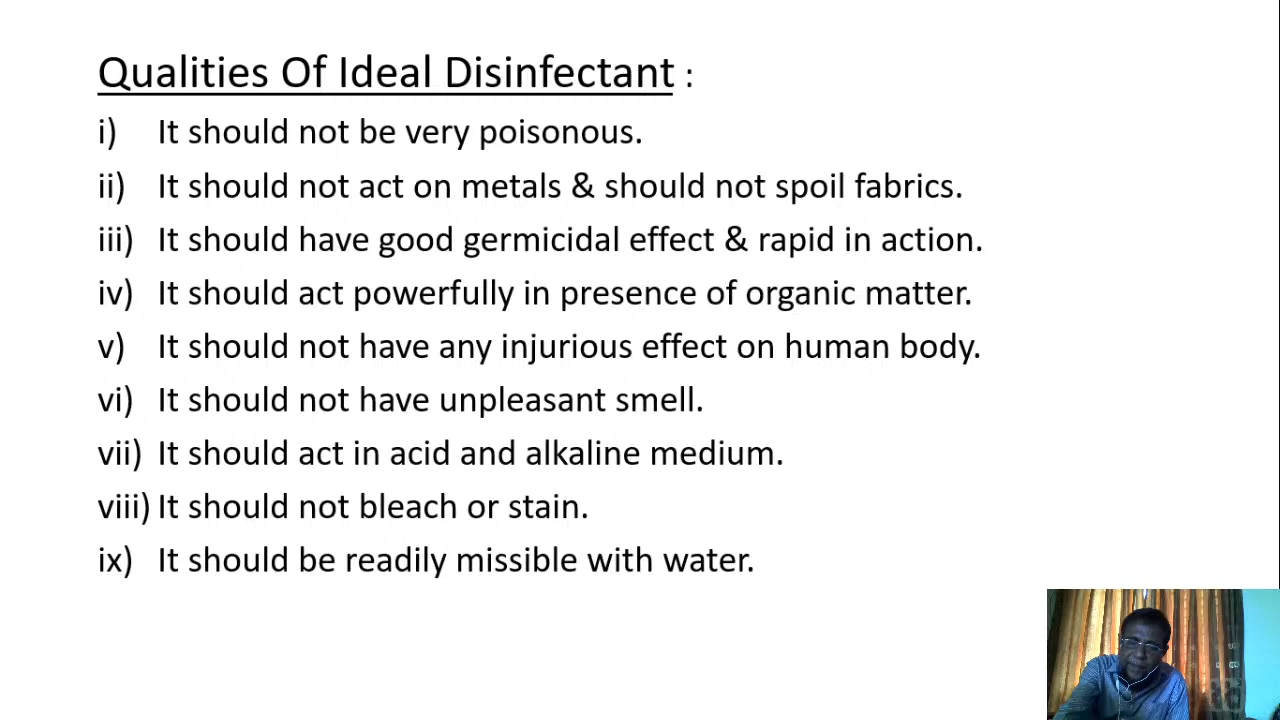 Qualities Of Ideal Disinfectant :
i) It should not be very poisonous.
ii) It should not act on metals & should not spoil fabrics.
iii) It should have good germicidal effect & rapid in action.
iv) It should act powerfully in presence of organic matter.
v) It should not have any injurious effect on human body.
vi) It should not have unpleasant smell.
vii) It should act in acid and alkaline medium.
viii) It should not bleach or stain.
ix) It should be readily missible with water.